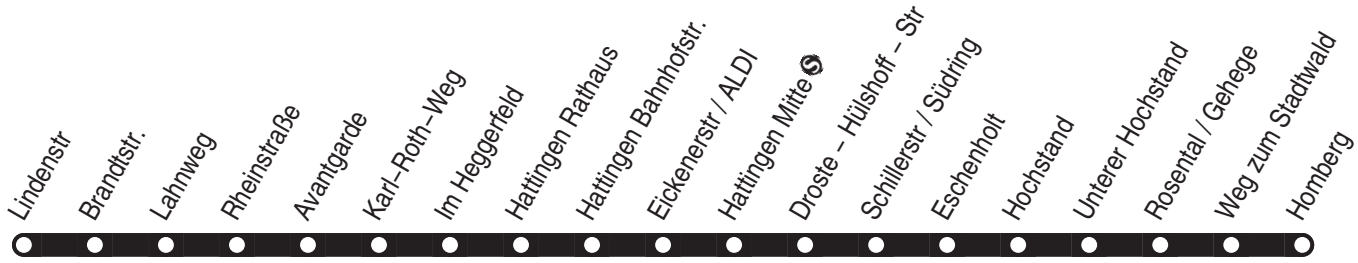 Lindenstr
Brandtstr.
Lahnweg
Rheinstraße
Avantgarde
Karl–Roth–Weg
Im Heggerfeld
Hattingen Rathaus
Hattingen Bahnhofstr.
Eickenerstr / ALDI
Hattingen Mitte S
Droste – Hülshoff – Str
Schillerstr / Südring
Eschenholt
Hochstand
Unterer Hochstand
Rosental / Gehege
Weg zum Stadtwald
Homberg